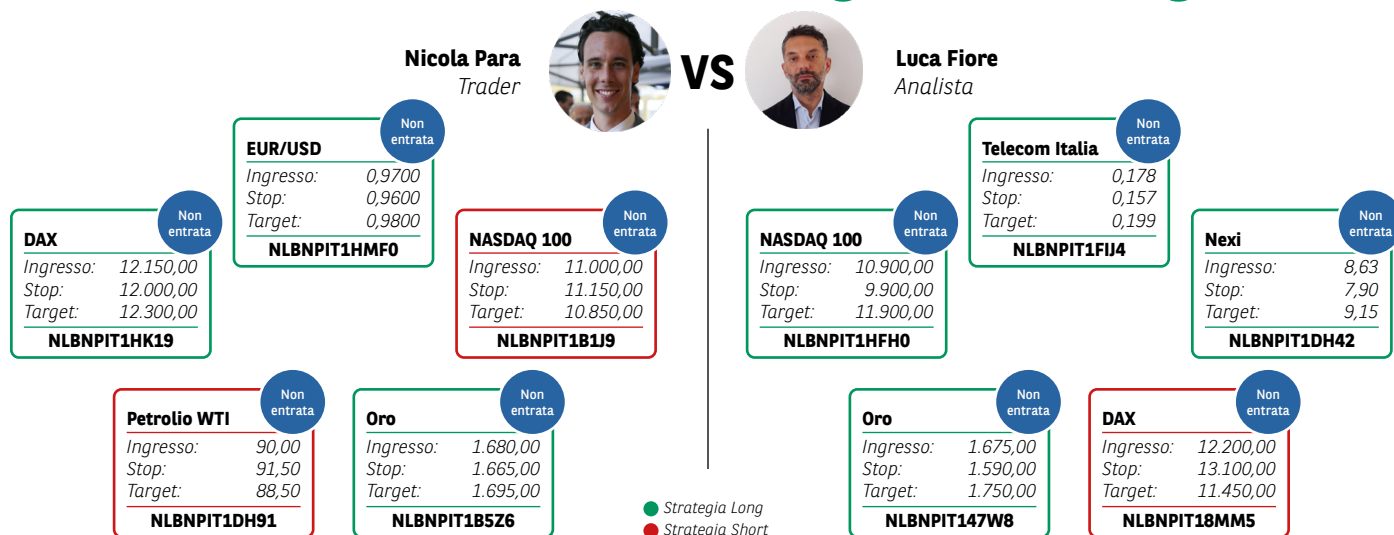 Nicola Para
Trader
VS
Luca Fiore
Analista
Non
entrata
EUR/USD
Ingresso: 0,9700
Stop: 0,9600
Target: 0,9800
NLBNPIT1HMF0
Non
entrata
DAX
Ingresso: 12.150,00
Stop: 12.000,00
Target: 12.300,00
NLBNPIT1HK19
Non
entrata
NASDAQ 100
Ingresso: 11.000,00
Stop: 11.150,00
Target: 10.850,00
NLBNPIT1B1J9
Non
entrata
Petrolio WTI
Ingresso: 90,00
Stop: 91,50
Target: 88,50
NLBNPIT1DH91
Non
entrata
Oro
Ingresso: 1.680,00
Stop: 1.665,00
Target: 1.695,00
NLBNPIT1B5Z6
Non
entrata
Telecom Italia
Ingresso: 0,178
Stop: 0,157
Target: 0,199
NLBNPIT1FIJ4
Non
entrata
NASDAQ 100
Ingresso: 10.900,00
Stop: 9.900,00
Target: 11.900,00
NLBNPIT1HFH0
Non
entrata
Nexi
Ingresso: 8,63
Stop: 7,90
Target: 9,15
NLBNPIT1DH42
Non
entrata
Oro
Ingresso: 1.675,00
Stop: 1.590,00
Target: 1.750,00
NLBNPIT147W8
Non
entrata
DAX
Ingresso: 12.200,00
Stop: 13.100,00
Target: 11.450,00
NLBNPIT18MM5
Strategia Long
Strategia Short